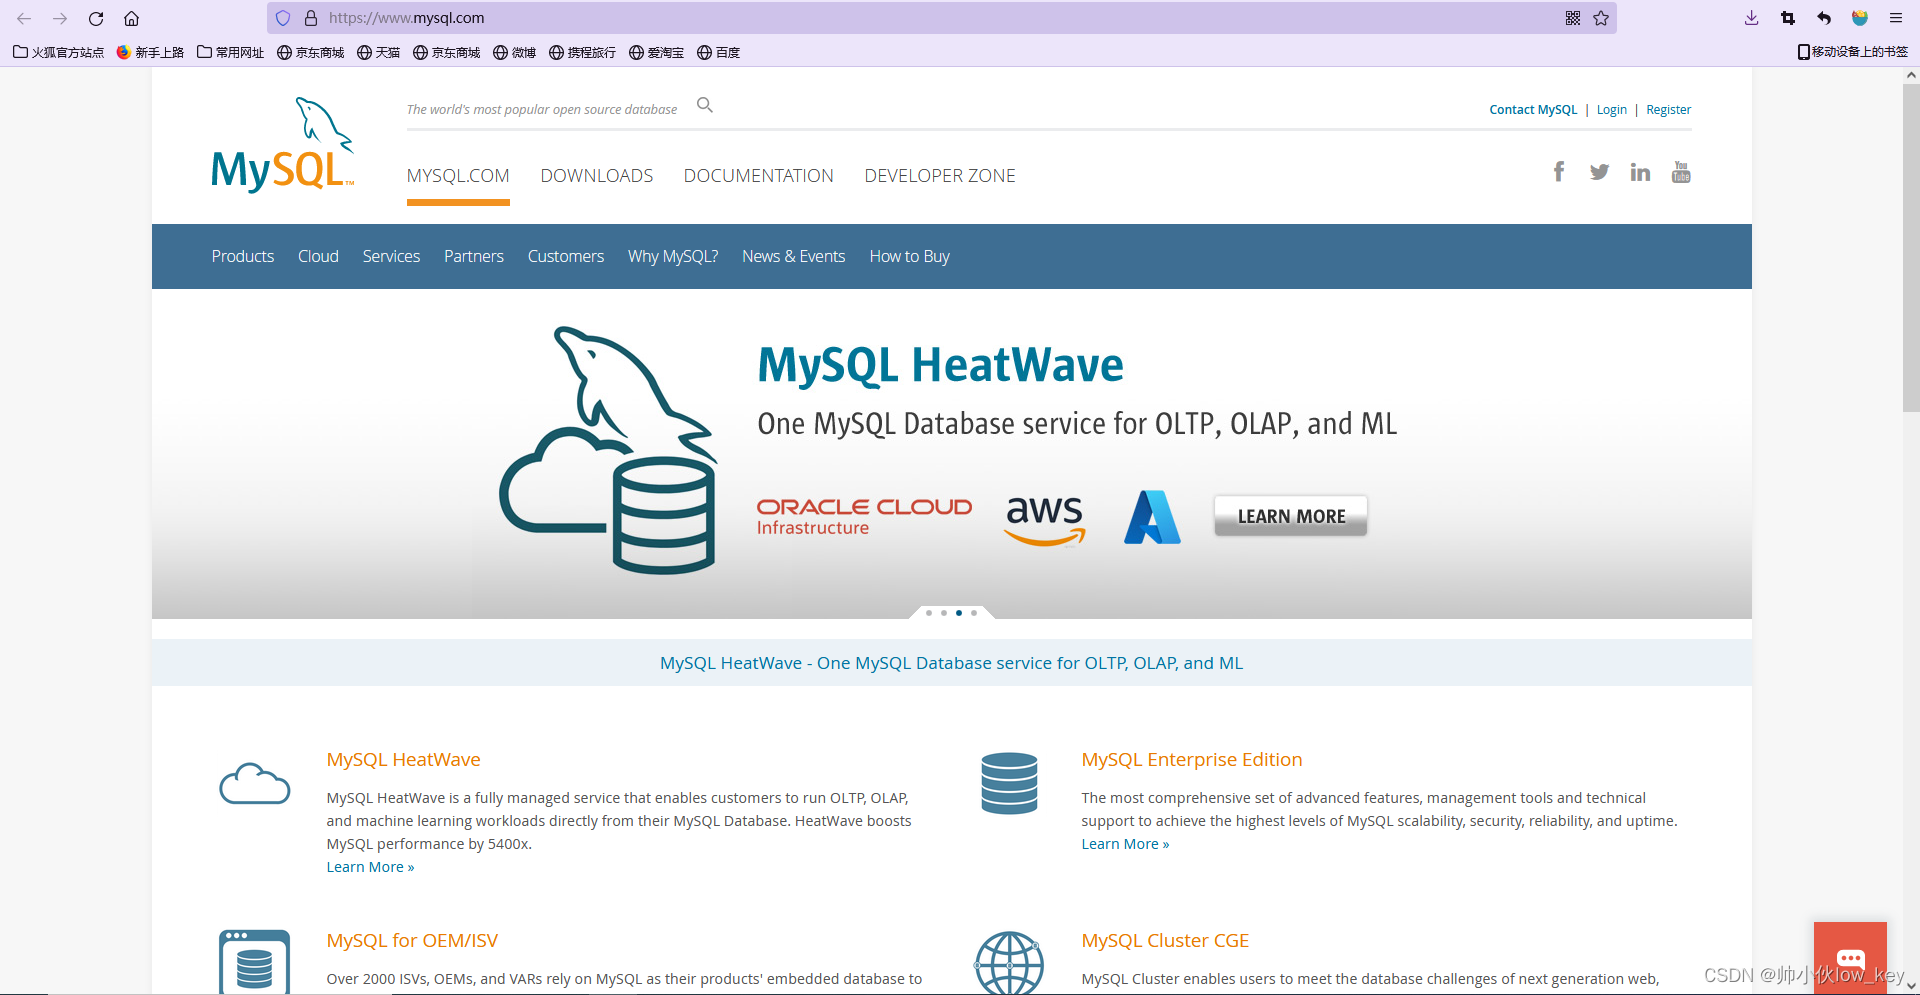 https://www.mysql.com
火狐官方站点 新手上路 常用网址 京东商城 天猫 京东商城 微博 携程旅行 爱淘宝 百度 移动设备上的书签
The world's most popular open source database
Contact MySQL | Login | Register
MySQL™
MYSQL.COM DOWNLOADS DOCUMENTATION DEVELOPER ZONE
You Tube
Products Cloud Services Partners Customers Why MySQL? News & Events How to Buy
MySQL HeatWave
One MySQL Database service for OLTP, OLAP, and ML
ORACLE CLOUD
Infrastructure
aws
LEARN MORE
MySQL HeatWave - One MySQL Database service for OLTP, OLAP, and ML
MySQL HeatWave
MySQL HeatWave is a fully managed service that enables customers to run OLTP, OLAP,
and machine learning workloads directly from their MySQL Database. HeatWave boosts
MySQL performance by 5400x.
Learn More »
MySQL Enterprise Edition
The most comprehensive set of advanced features, management tools and technical
support to achieve the highest levels of MySQL scalability, security, reliability, and uptime.
Learn More »
MySQL for OEM/ISV
Over 2000 ISVs, OEMs, and VARs rely on MySQL as their products' embedded database to
MySQL Cluster CGE
MySQL Cluster enables users to meet the database challenges of next generation web,
CSDN @帅小伙low_key